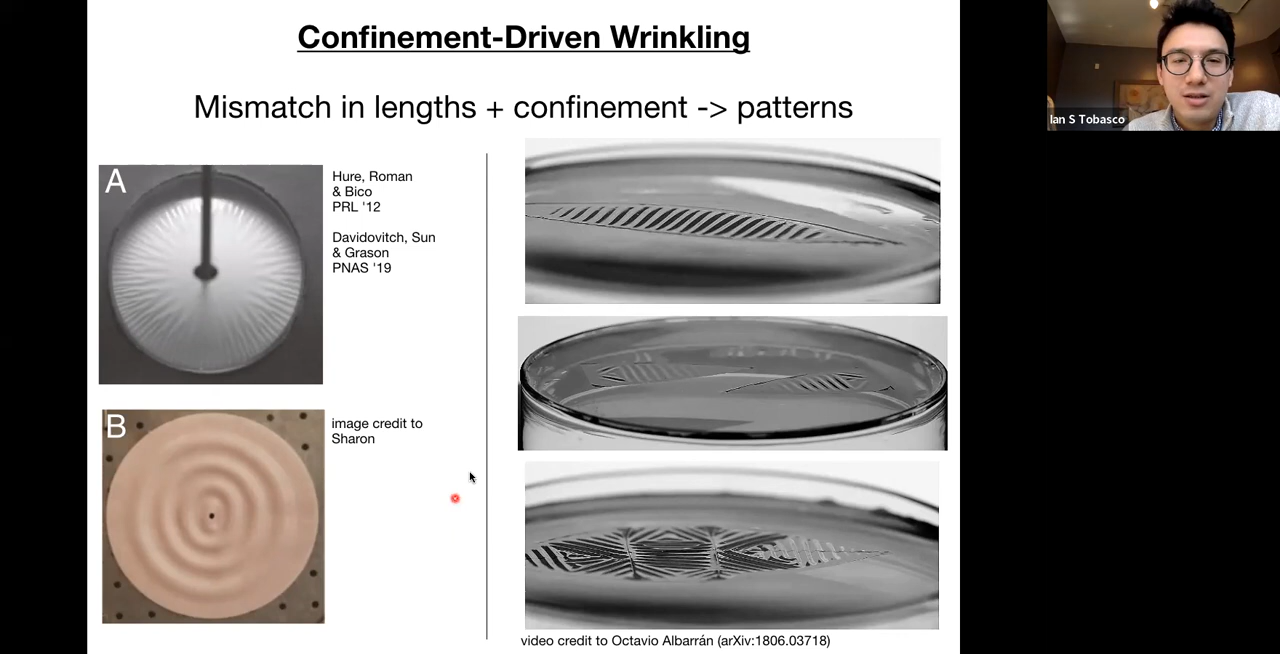 Confinement-Driven Wrinkling
Mismatch in lengths + confinement -> patterns
A
Hure, Roman
& Bico
PRL '12
Davidovitch, Sun
& Grason
PNAS '19
B
image credit to
Sharon
video credit to Octavio Albarrán (arXiv:1806.03718)
Ian S Tobasco